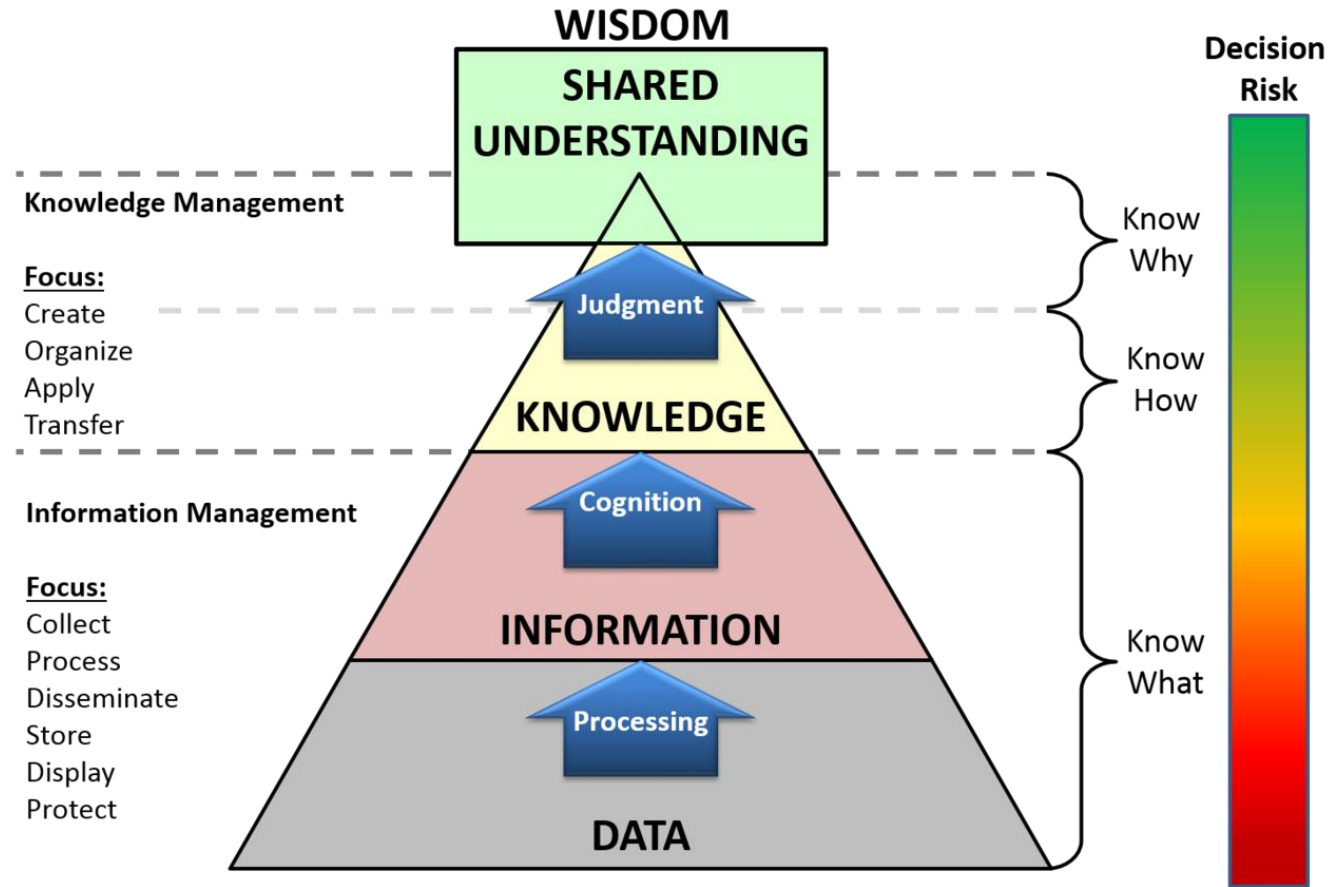 WISDOM
SHARED
UNDERSTANDING
Decision
Risk
Knowledge Management
Focus:
Create
Organize
Apply
Transfer
Judgment
KNOWLEDGE
Know
Why
Know
How
Information Management
Focus:
Collect
Process
Disseminate
Store
Display
Protect
Cognition
INFORMATION
Processing
DATA
Know
What